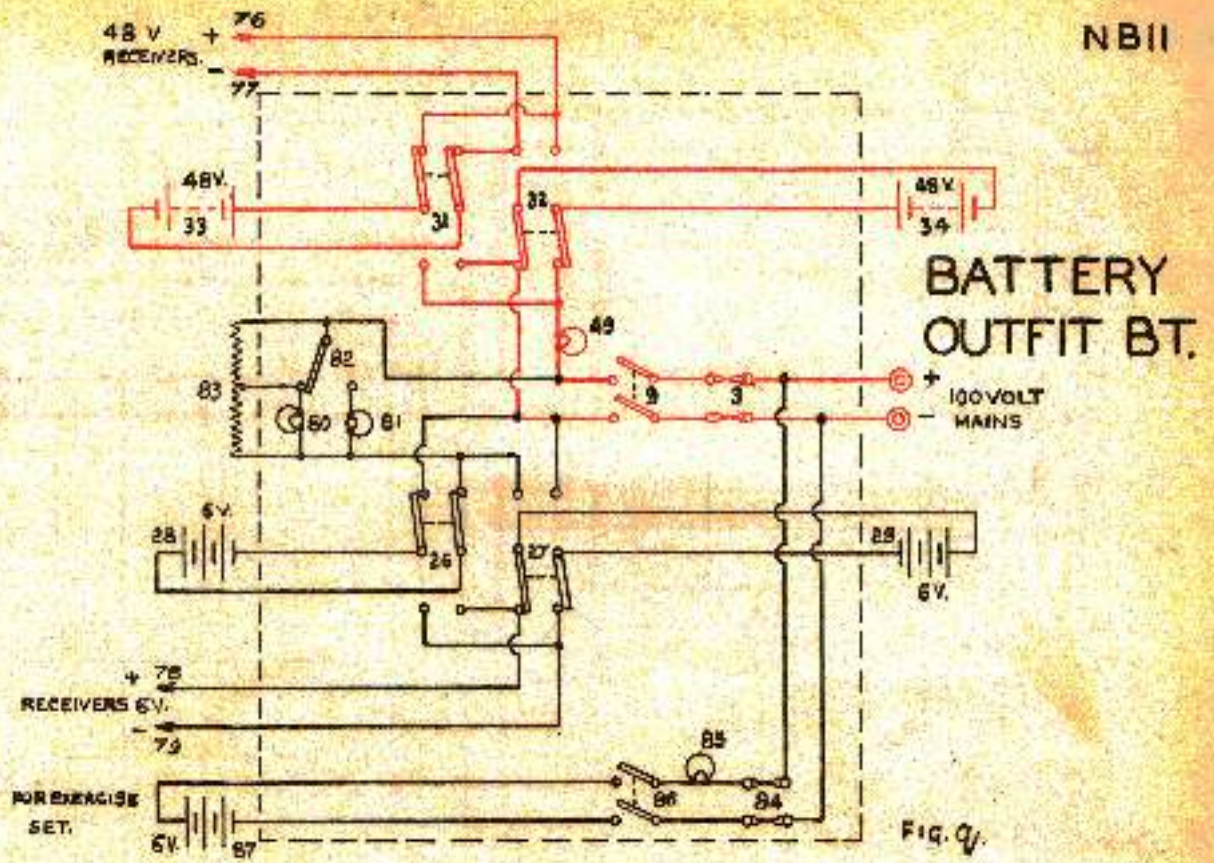 76
48 V +
RECEIVERS.
-
77
NB11
48V.
33
31
32
48V.
34
BATTERY
OUTFIT BT.
49
82
83
80
81
9
3
+
100 VOLT
MAINS
-
6V.
28
26
27
29
6V.
+ 78
RECEIVERS 6V.
-
79
85
FOR EXERCISE
SET.
86
84
6V.
87
FIG. 9/.